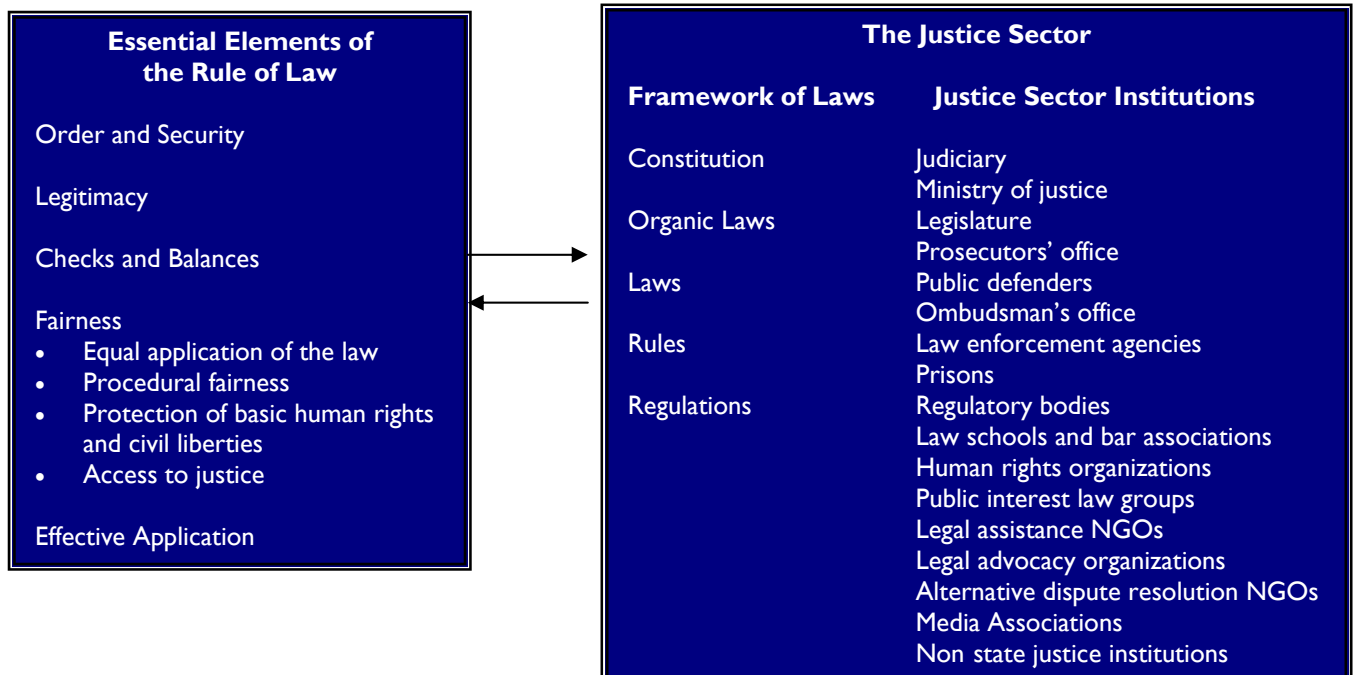 Essential Elements of
the Rule of Law
Order and Security
Legitimacy
Checks and Balances
Fairness
• Equal application of the law
• Procedural fairness
• Protection of basic human rights
and civil liberties
• Access to justice
Effective Application
The Justice Sector
Framework of Laws Justice Sector Institutions
Constitution Judiciary
Ministry of justice
Organic Laws Legislature
Prosecutors’ office
Laws Public defenders
Ombudsman’s office
Rules Law enforcement agencies
Prisons
Regulations Regulatory bodies
Law schools and bar associations
Human rights organizations
Public interest law groups
Legal assistance NGOs
Legal advocacy organizations
Alternative dispute resolution NGOs
Media Associations
Non state justice institutions